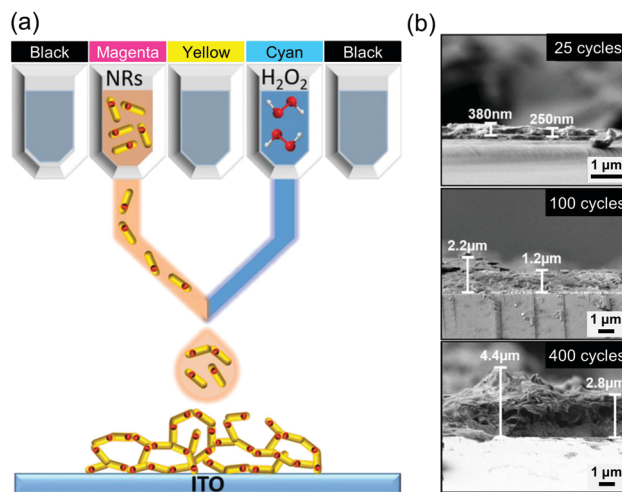 (a)
Black Magenta Yellow Cyan Black
NRs H₂O₂
ITO
(b)
25 cycles
380nm 250nm
1 µm
100 cycles
2.2µm 1.2µm
1 µm
400 cycles
4.4µm 2.8µm
1 µm